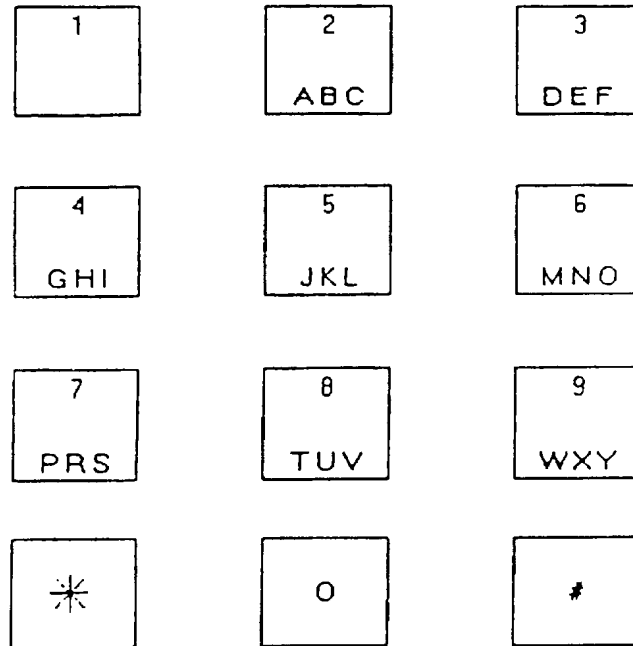 1 2 3
ABC DEF
4 5 6
GHI JKL MNO
7 8 9
PRS TUV WXY
* 0 #